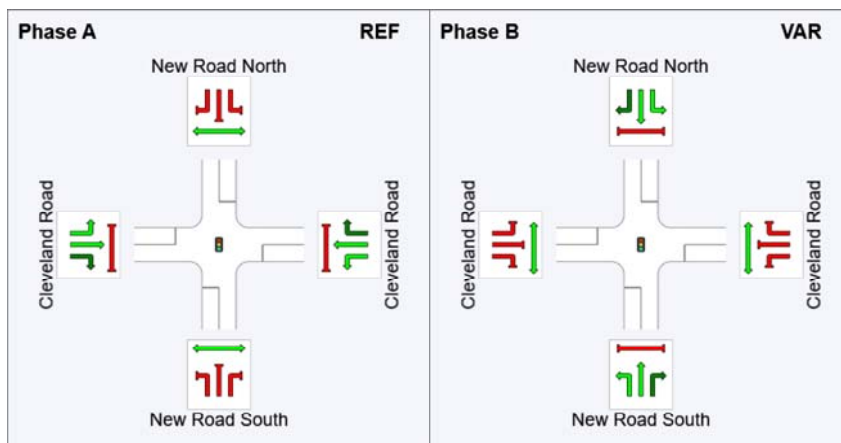 Phase A REF
New Road North
Cleveland Road
Cleveland Road
New Road South
Phase B VAR
New Road North
Cleveland Road
Cleveland Road
New Road South